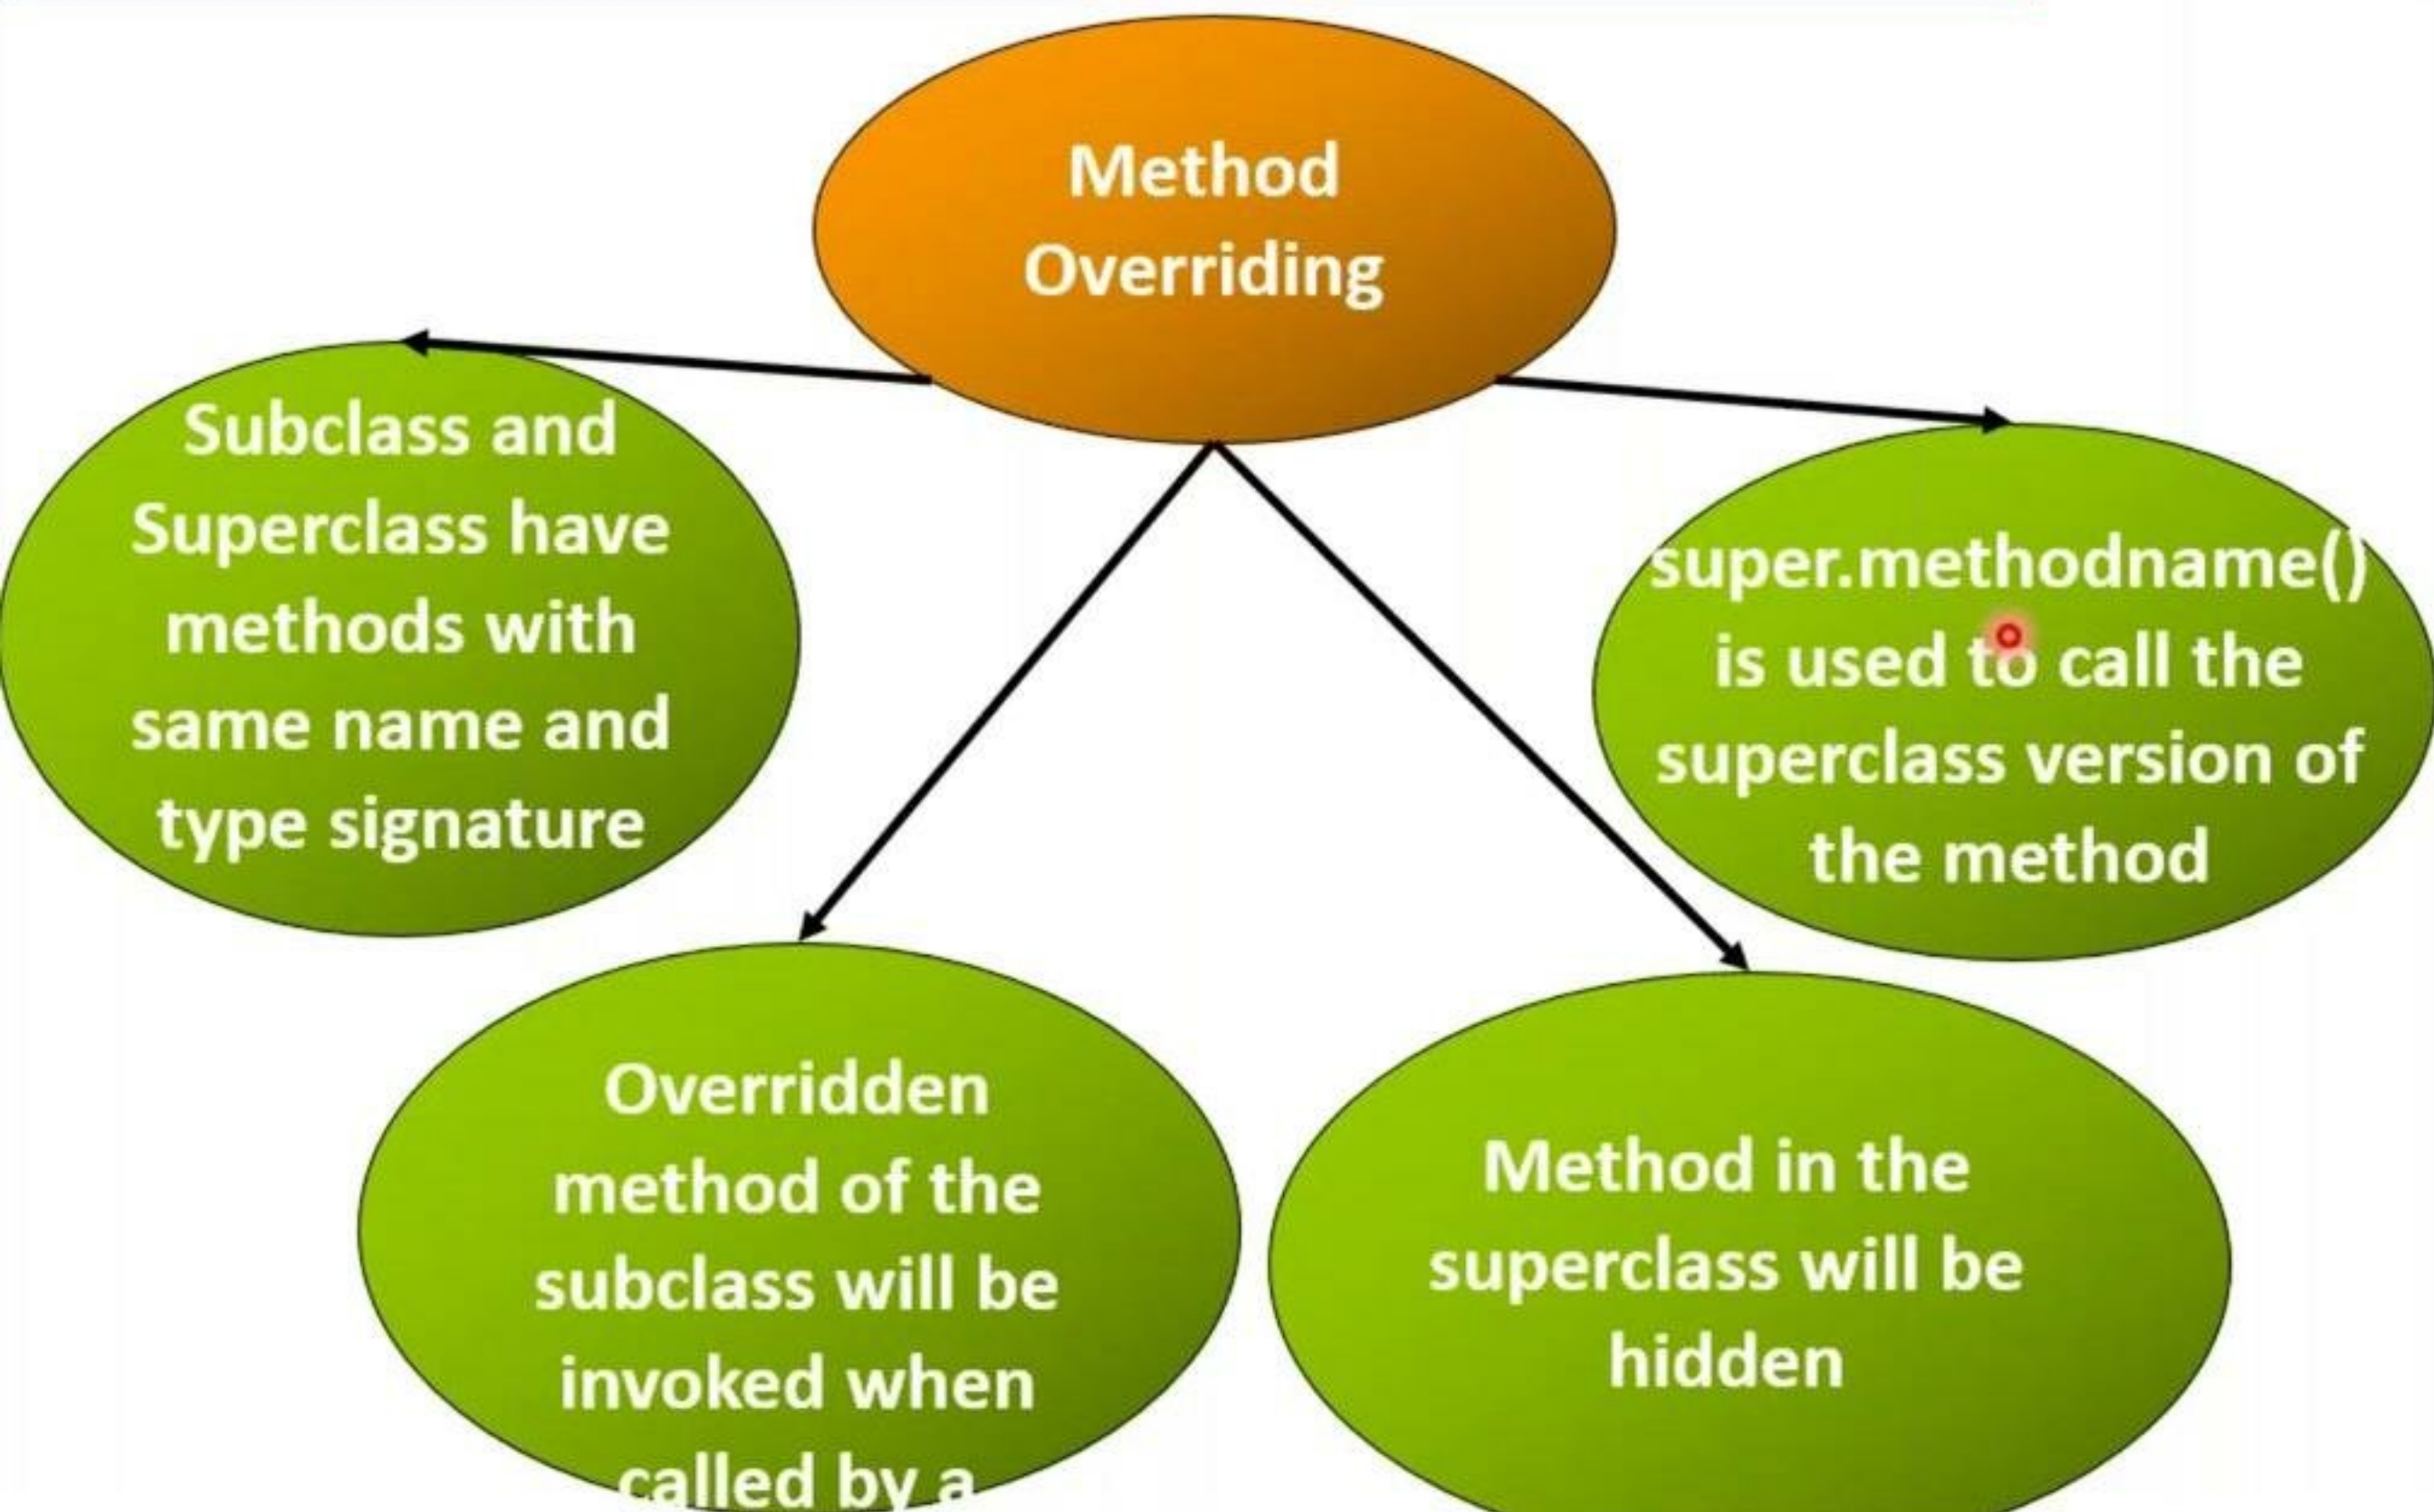 Method
Overriding
Subclass and
Superclass have
methods with
same name and
type signature
super.methodname()
is used to call the
superclass version of
the method
Overridden
method of the
subclass will be
invoked when
called by a
Method in the
superclass will be
hidden